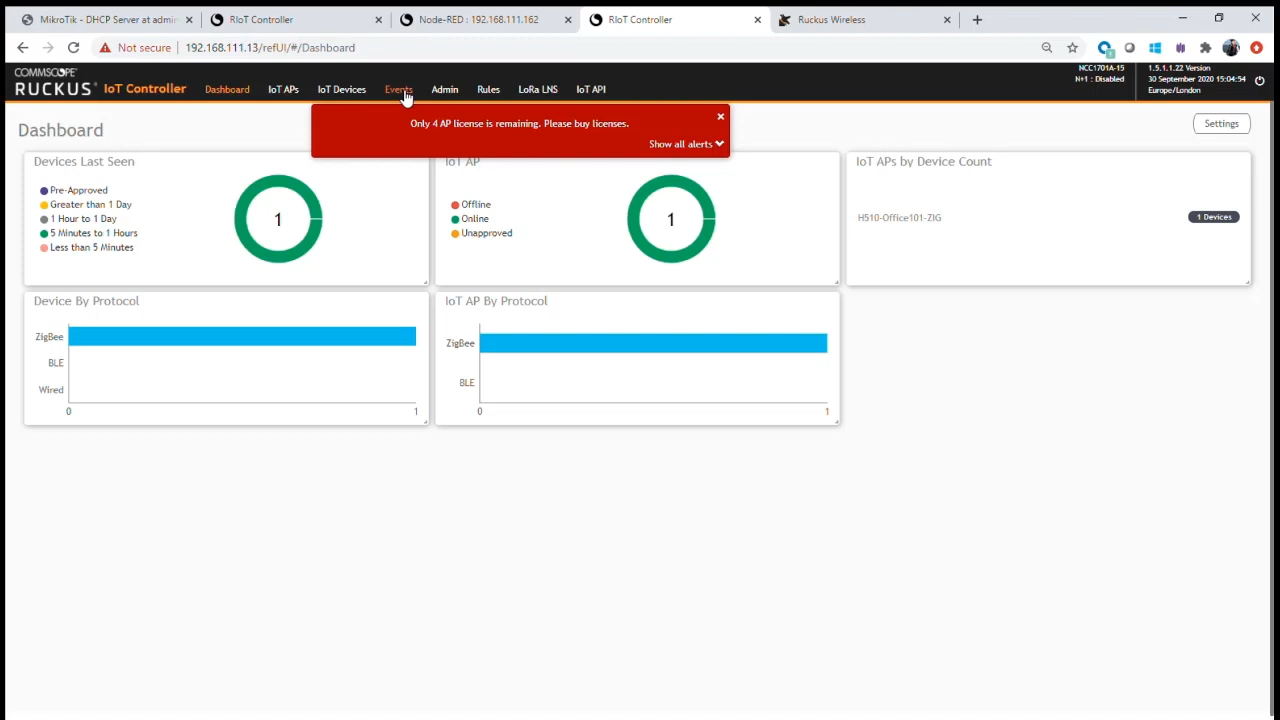 MikroTik - DHCP Server at admin
RIoT Controller
Node-RED : 192.168.111.162
RIoT Controller
Ruckus Wireless
Not secure
192.168.111.13/refUI/#/Dashboard
COMMSCOPE
RUCKUS IoT Controller
Dashboard
IoT APs
IoT Devices
Events
Admin
Rules
LoRa LNS
IoT API
NCC1701A-15
N+1 : Disabled
1.5.1.1.22 Version
30 September 2020 15:04:54
Europe/London
Only 4 AP license is remaining. Please buy licenses.
Show all alerts
Dashboard
Settings
Devices Last Seen
Pre-Approved
Greater than 1 Day
1 Hour to 1 Day
5 Minutes to 1 Hours
Less than 5 Minutes
1
IoT AP
Offline
Online
Unapproved
1
IoT APs by Device Count
H510-Office101-ZIG
1 Devices
Device By Protocol
ZigBee
BLE
Wired
0
1
IoT AP By Protocol
ZigBee
BLE
0
1